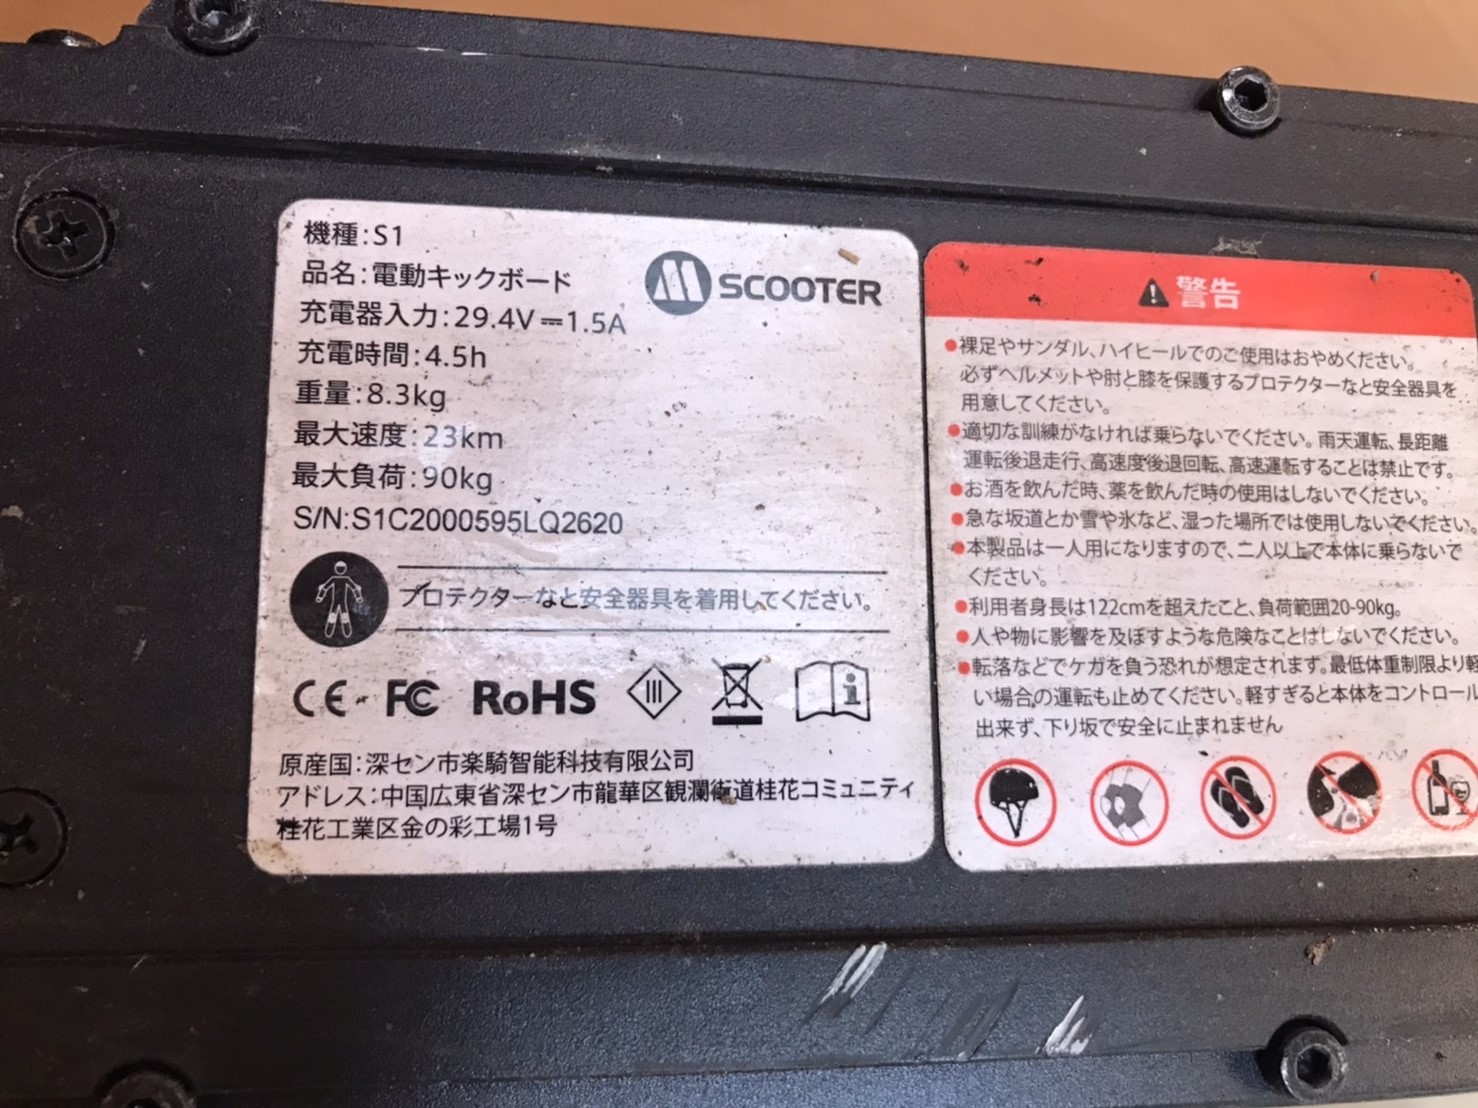 機種:S1
品名:電動キックボード
充電器入力:29.4V⎓1.5A
充電時間:4.5h
重量:8.3kg
最大速度:23km
最大負荷:90kg
S/N:S1C2000595LQ2620
M SCOOTER
プロテクターなと安全器具を着用してください。
CE FC RoHS
原産国:深セン市楽騎智能科技有限公司
アドレス:中国広東省深セン市龍華区観瀾街道桂花コミュニティ
桂花工業区金の彩工場1号
警告
●裸足やサンダル、ハイヒールでのご使用はおやめください。
必ずヘルメットや肘と膝を保護するプロテクターなと安全器具を
用意してください。
●適切な訓練がなければ乗らないでください。雨天運転、長距離
運転後退走行、高速度後退回転、高速運転することは禁止です。
●お酒を飲んだ時、薬を飲んだ時の使用はしないでください。
●急な坂道とか雪や氷など、湿った場所では使用しないでください。
●本製品は一人用になりますので、二人以上で本体に乗らないで
ください。
●利用者身長は122cmを超えたこと、負荷範囲20-90kg。
●人や物に影響を及ぼすような危険なことはしないでください。
●転落などでケガを負う恐れが想定されます。最低体重制限より軽
い場合の運転も止めてください。軽すぎると本体をコントロール
出来ず、下り坂で安全に止まれません